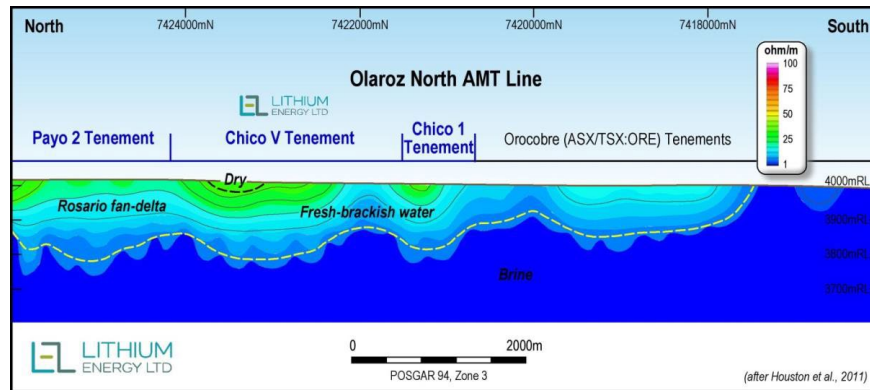 North
7424000mN
7422000mN
7420000mN
7418000mN
South
ohm/m
100
75
50
25
1
Olaroz North AMT Line
LITHIUM
ENERGY LTD
Payo 2 Tenement
Chico V Tenement
Chico 1
Tenement
Orocobre (ASX/TSX:ORE) Tenements
Dry
4000mRL
Rosario fan-delta
Fresh-brackish water
3900mRL
3800mRL
Brine
3700mRL
LITHIUM
ENERGY LTD
0
2000m
POSGAR 94, Zone 3
(after Houston et al., 2011)